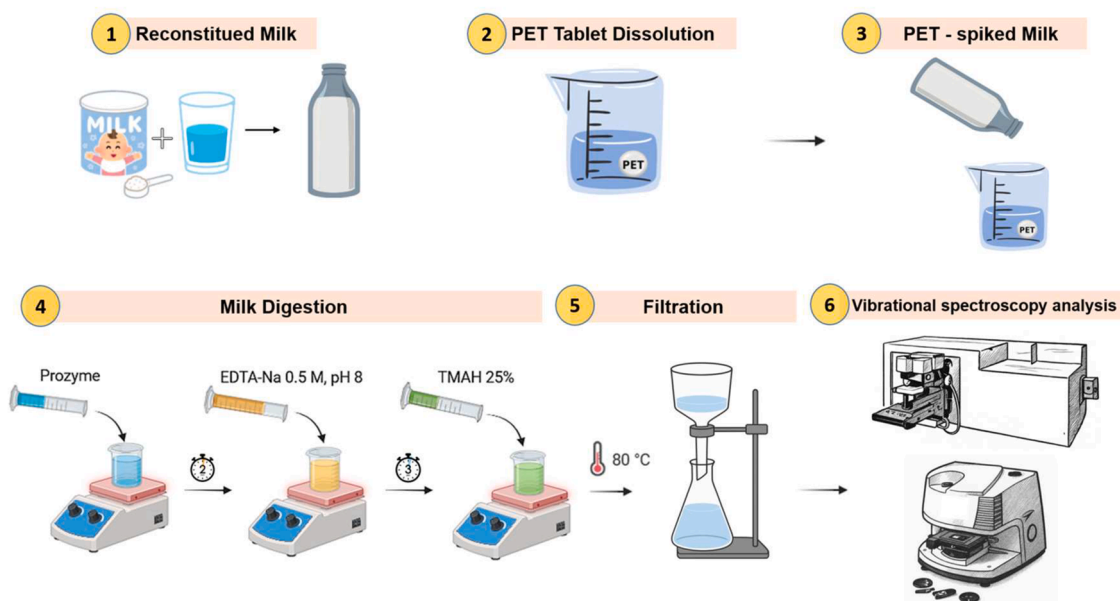 1 Reconstitued Milk
MILK
2 PET Tablet Dissolution
PET
3 PET - spiked Milk
PET
4 Milk Digestion
Prozyme
2
EDTA-Na 0.5 M, pH 8
3
TMAH 25%
5 Filtration
80 °C
6 Vibrational spectroscopy analysis